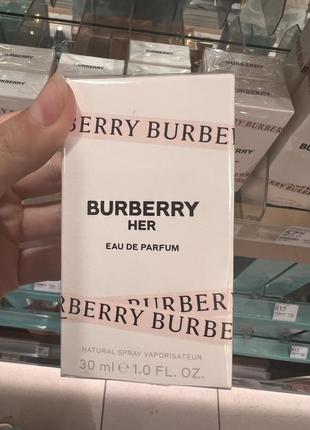 BERRY BURBE
BURBERRY
HER
EAU DE PARFUM
BERRY BURBE
NATURAL SPRAY VAPORISATEUR
30 ml ℮ 1.0 FL. OZ.